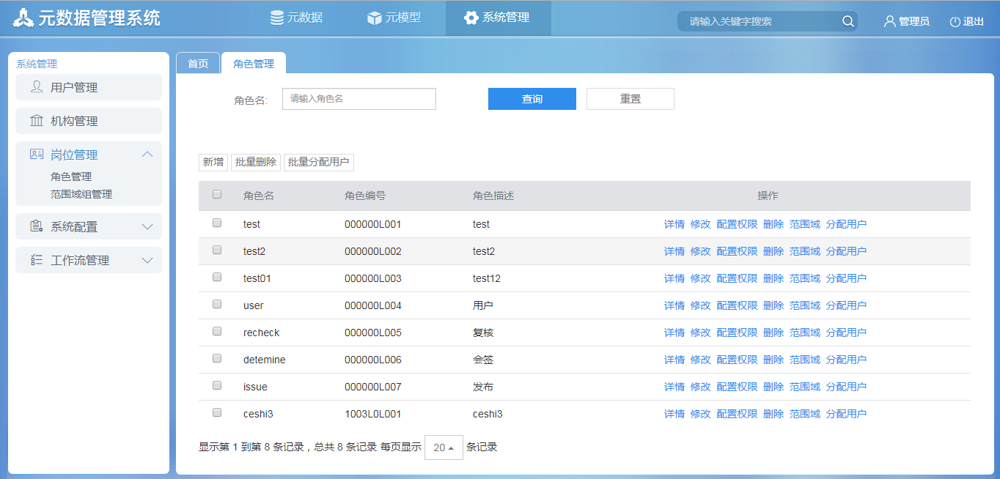 元数据管理系统 元数据 元模型 系统管理 请输入关键字搜索 管理员 退出
系统管理
用户管理
机构管理
岗位管理
角色管理
范围域组管理
系统配置
工作流管理
首页 角色管理
角色名: 请输入角色名 查询 重置
新增 批量删除 批量分配用户
角色名 角色编号 角色描述 操作
test 000000L001 test 详情 修改 配置权限 删除 范围域 分配用户
test2 000000L002 test2 详情 修改 配置权限 删除 范围域 分配用户
test01 000000L003 test12 详情 修改 配置权限 删除 范围域 分配用户
user 000000L004 用户 详情 修改 配置权限 删除 范围域 分配用户
recheck 000000L005 复核 详情 修改 配置权限 删除 范围域 分配用户
detemine 000000L006 会签 详情 修改 配置权限 删除 范围域 分配用户
issue 000000L007 发布 详情 修改 配置权限 删除 范围域 分配用户
ceshi3 1003L0L001 ceshi3 详情 修改 配置权限 删除 范围域 分配用户
显示第 1 到第 8 条记录，总共 8 条记录 每页显示 20 条记录